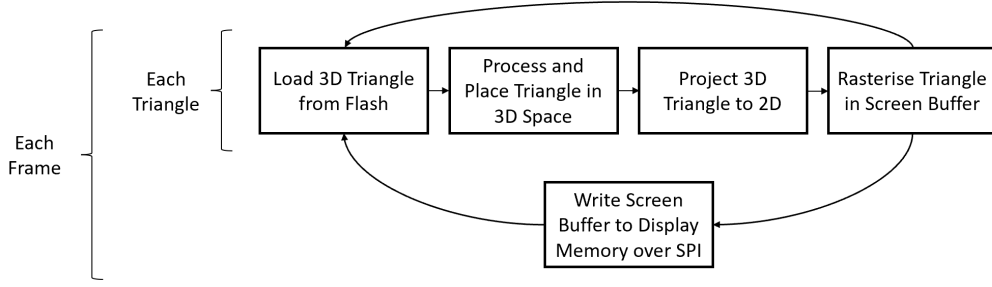 Each
Frame
Each
Triangle
Load 3D Triangle
from Flash
Process and
Place Triangle in
3D Space
Project 3D
Triangle to 2D
Rasterise Triangle
in Screen Buffer
Write Screen
Buffer to Display
Memory over SPI